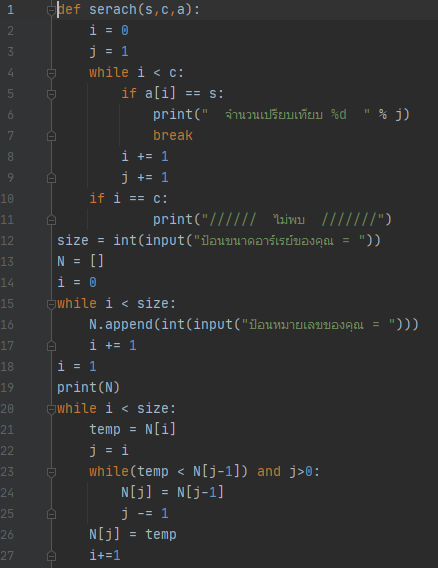 1 def serach(s,c,a):
2     i = 0
3     j = 1
4     while i < c:
5         if a[i] == s:
6             print("  จำนวนเปรียบเทียบ %d  " % j)
7             break
8         i += 1
9         j += 1
10     if i == c:
11             print("//////  ไม่พบ  ///////")
12 size = int(input("ป้อนขนาดอาร์เรย์ของคุณ = "))
13 N = []
14 i = 0
15 while i < size:
16     N.append(int(input("ป้อนหมายเลขของคุณ = ")))
17     i += 1
18 i = 1
19 print(N)
20 while i < size:
21     temp = N[i]
22     j = i
23     while(temp < N[j-1]) and j>0:
24         N[j] = N[j-1]
25         j -= 1
26     N[j] = temp
27     i+=1